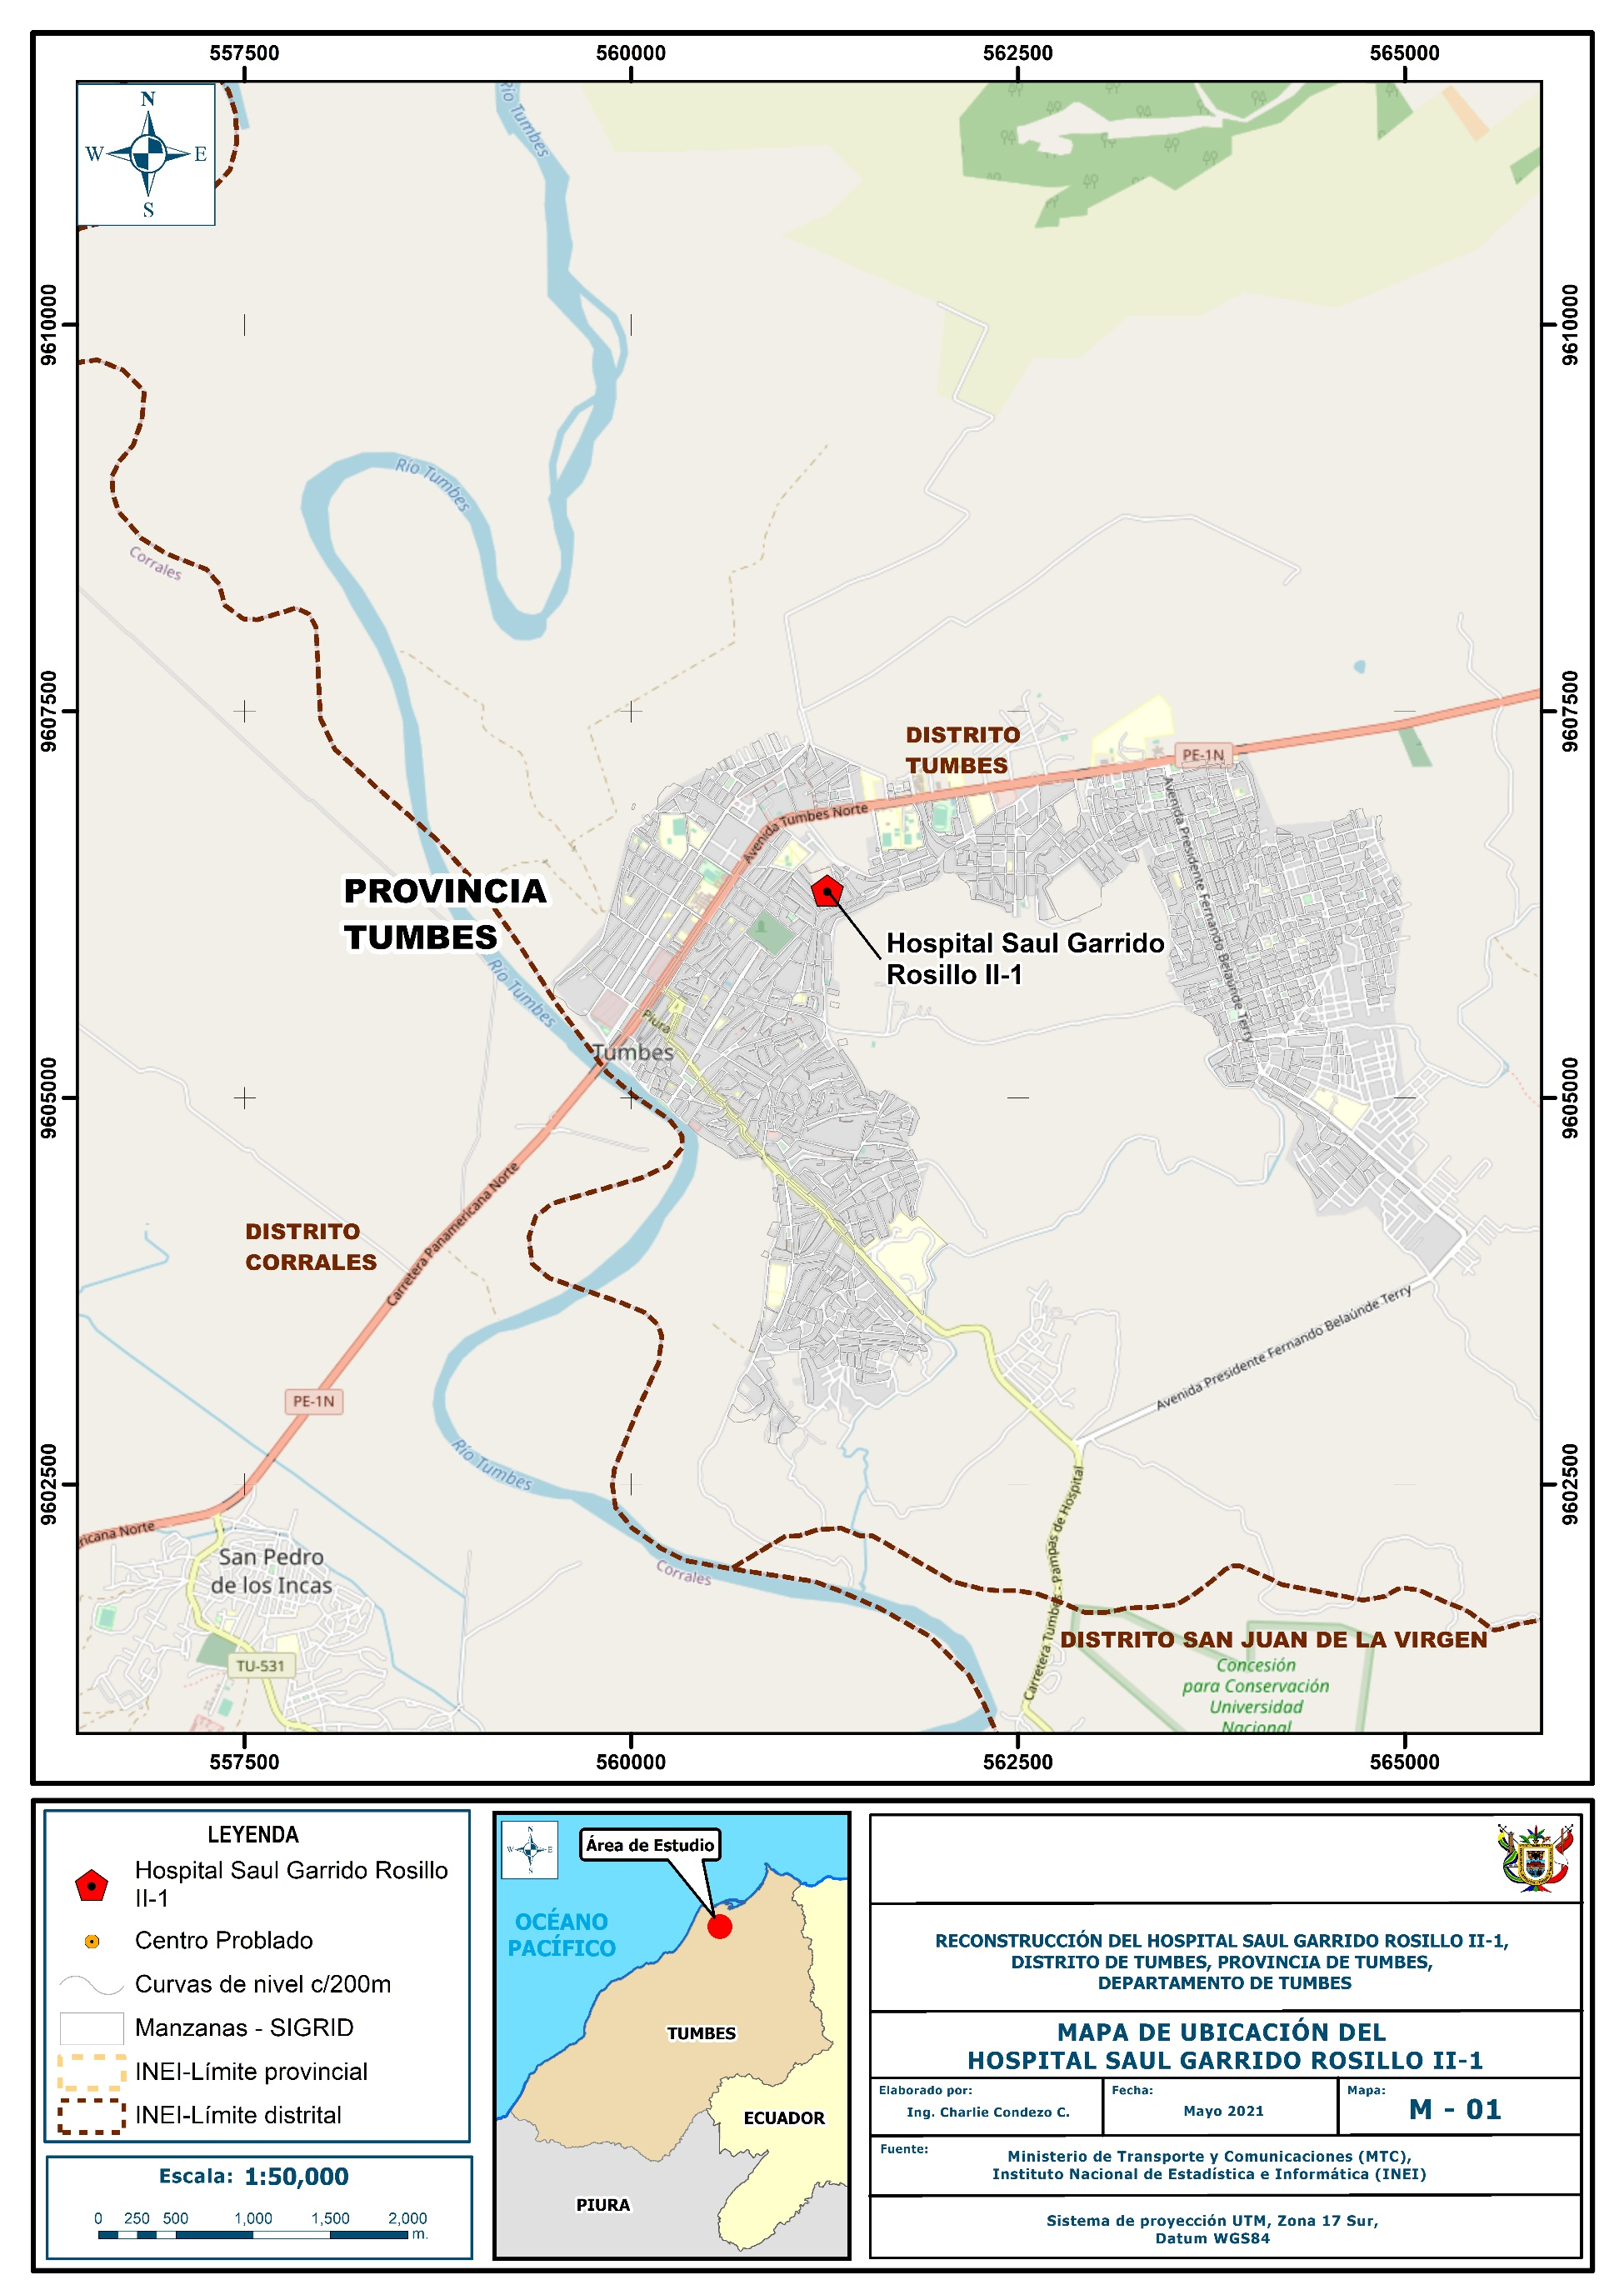 557500
560000
562500
565000
N
W
E
S
Río Tumbes
9610000
9610000
Río Tumbes
Corrales
9607500
9607500
DISTRITO
TUMBES
PE-1N
Avenida Tumbes Norte
Avenida Presidente Fernando Belaúnde Terry
PROVINCIA
TUMBES
Hospital Saul Garrido
Rosillo II-1
Río Tumbes
Piura
Tumbes
9605000
9605000
Carretera Panamericana Norte
DISTRITO
CORRALES
Avenida Presidente Fernando Belaúnde Terry
PE-1N
Río Tumbes
9602500
9602500
ricana Norte
San Pedro
de los Incas
Corrales
Carretera Tumbes - Pampas de Hospital
DISTRITO SAN JUAN DE LA VIRGEN
TU-531
Concesión
para Conservación
Universidad
Nacional
557500
560000
562500
565000
LEYENDA
Hospital Saul Garrido Rosillo
II-1
Centro Problado
Curvas de nivel c/200m
Manzanas - SIGRID
INEI-Límite provincial
INEI-Límite distrital
Escala: 1:50,000
0 250 500 1,000 1,500 2,000
m.
N
W
E
S
Área de Estudio
OCÉANO
PACÍFICO
TUMBES
ECUADOR
PIURA
RECONSTRUCCIÓN DEL HOSPITAL SAUL GARRIDO ROSILLO II-1,
DISTRITO DE TUMBES, PROVINCIA DE TUMBES,
DEPARTAMENTO DE TUMBES
MAPA DE UBICACIÓN DEL
HOSPITAL SAUL GARRIDO ROSILLO II-1
Elaborado por:
Ing. Charlie Condezo C.
Fecha:
Mayo 2021
Mapa:
M - 01
Fuente:
Ministerio de Transporte y Comunicaciones (MTC),
Instituto Nacional de Estadística e Informática (INEI)
Sistema de proyección UTM, Zona 17 Sur,
Datum WGS84